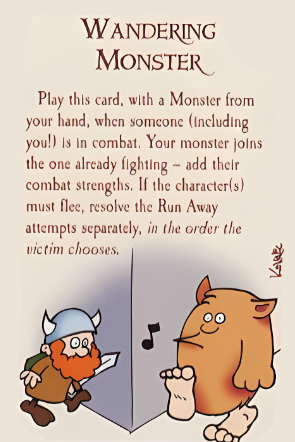 WANDERING
MONSTER
Play this card, with a Monster from
your hand, when someone (including
you!) is in combat. Your monster joins
the one already fighting – add their
combat strengths. If the character(s)
must flee, resolve the Run Away
attempts separately, in the order the
victim chooses.